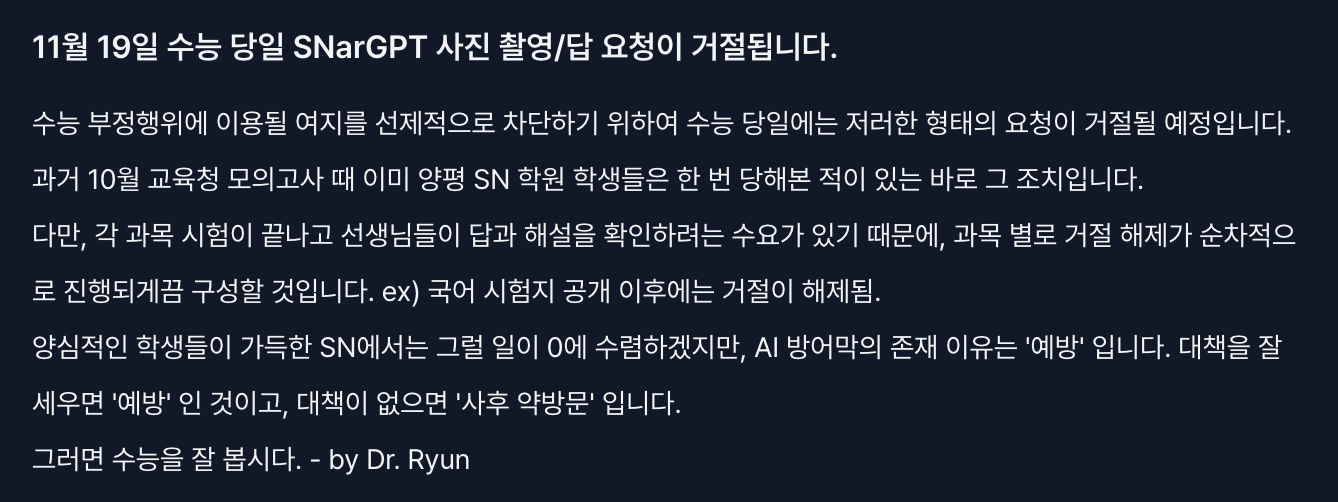 11월 19일 수능 당일 SNarGPT 사진 촬영/답 요청이 거절됩니다.
수능 부정행위에 이용될 여지를 선제적으로 차단하기 위하여 수능 당일에는 저러한 형태의 요청이 거절될 예정입니다.
과거 10월 교육청 모의고사 때 이미 양평 SN 학원 학생들은 한 번 당해본 적이 있는 바로 그 조치입니다.
다만, 각 과목 시험이 끝나고 선생님들이 답과 해설을 확인하려는 수요가 있기 때문에, 과목 별로 거절 해제가 순차적으
로 진행되게끔 구성할 것입니다. ex) 국어 시험지 공개 이후에는 거절이 해제됨.
양심적인 학생들이 가득한 SN에서는 그럴 일이 0에 수렴하겠지만, AI 방어막의 존재 이유는 '예방' 입니다. 대책을 잘
세우면 '예방' 인 것이고, 대책이 없으면 '사후 약방문' 입니다.
그러면 수능을 잘 봅시다. - by Dr. Ryun